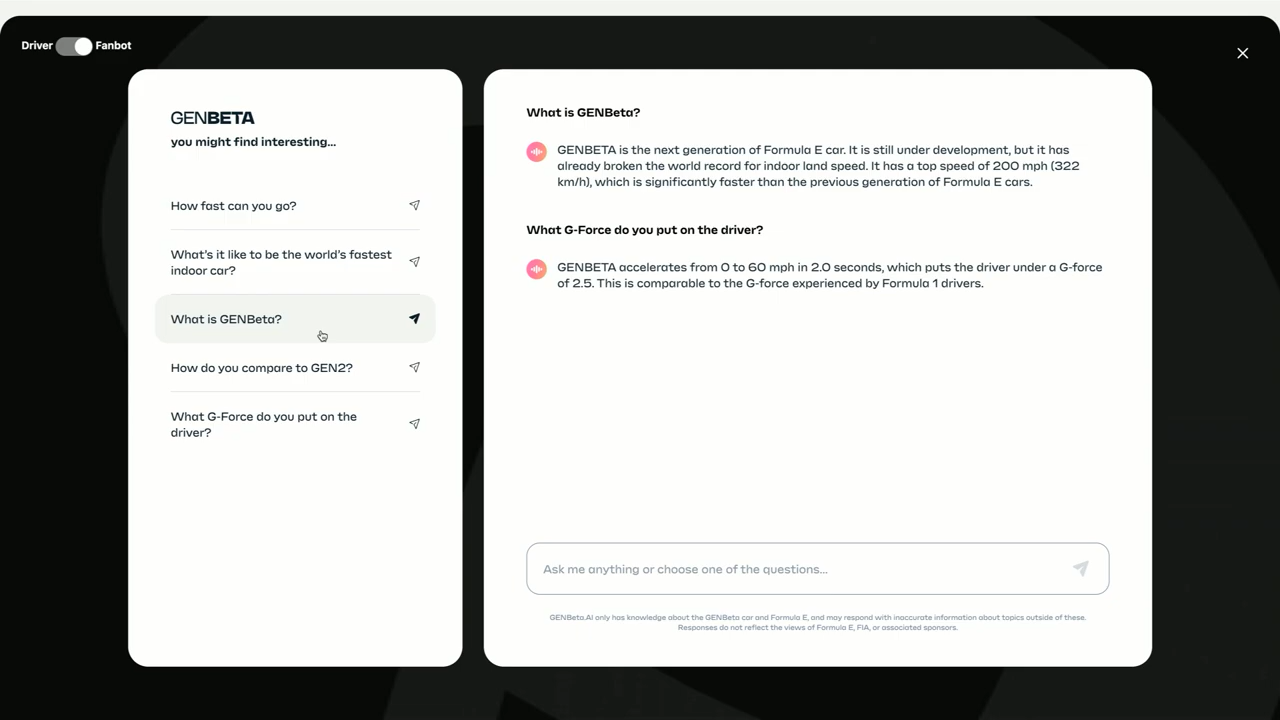 Driver Fanbot
GENBETA
you might find interesting...
How fast can you go?
What's it like to be the world's fastest
indoor car?
What is GENBeta?
How do you compare to GEN2?
What G-Force do you put on the
driver?
What is GENBeta?
GENBETA is the next generation of Formula E car. It is still under development, but it has
already broken the world record for indoor land speed. It has a top speed of 200 mph (322
km/h), which is significantly faster than the previous generation of Formula E cars.
What G-Force do you put on the driver?
GENBETA accelerates from 0 to 60 mph in 2.0 seconds, which puts the driver under a G-force
of 2.5. This is comparable to the G-force experienced by Formula 1 drivers.
Ask me anything or choose one of the questions...
GENBeta.AI only has knowledge about the GENBeta car and Formula E, and may respond with inaccurate information about topics outside of these.
Responses do not reflect the views of Formula E, FIA, or associated sponsors.